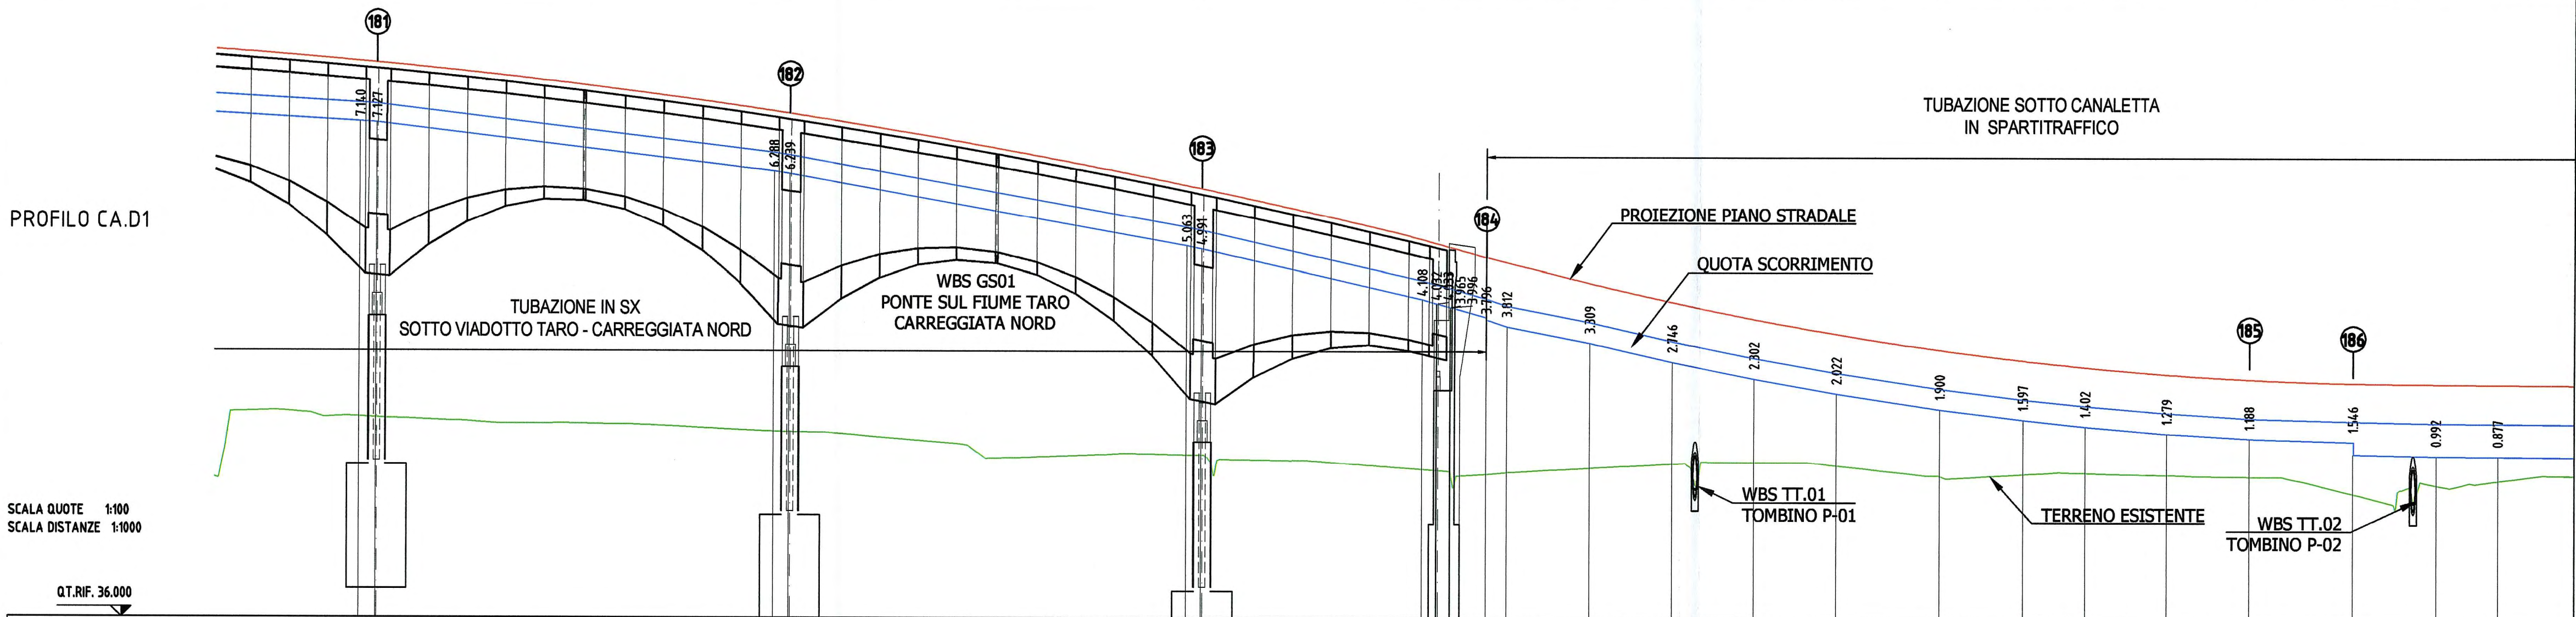 181
182
183
184
185
186
7.140
7.127
6.288
6.239
5.063
4.991
4.108
4.032
4.033
3.965
3.996
3.796
3.812
3.309
2.746
2.302
2.022
1.900
1.597
1.402
1.279
1.188
1.546
0.992
0.877
TUBAZIONE SOTTO CANALETTA
IN SPARTITRAFFICO
PROFILO CA.D1
PROIEZIONE PIANO STRADALE
QUOTA SCORRIMENTO
TUBAZIONE IN SX
SOTTO VIADOTTO TARO - CARREGGIATA NORD
WBS GS01
PONTE SUL FIUME TARO
CARREGGIATA NORD
SCALA QUOTE 1:100
SCALA DISTANZE 1:1000
WBS TT.01
TOMBINO P-01
TERRENO ESISTENTE
WBS TT.02
TOMBINO P-02
QT.RIF. 36.000